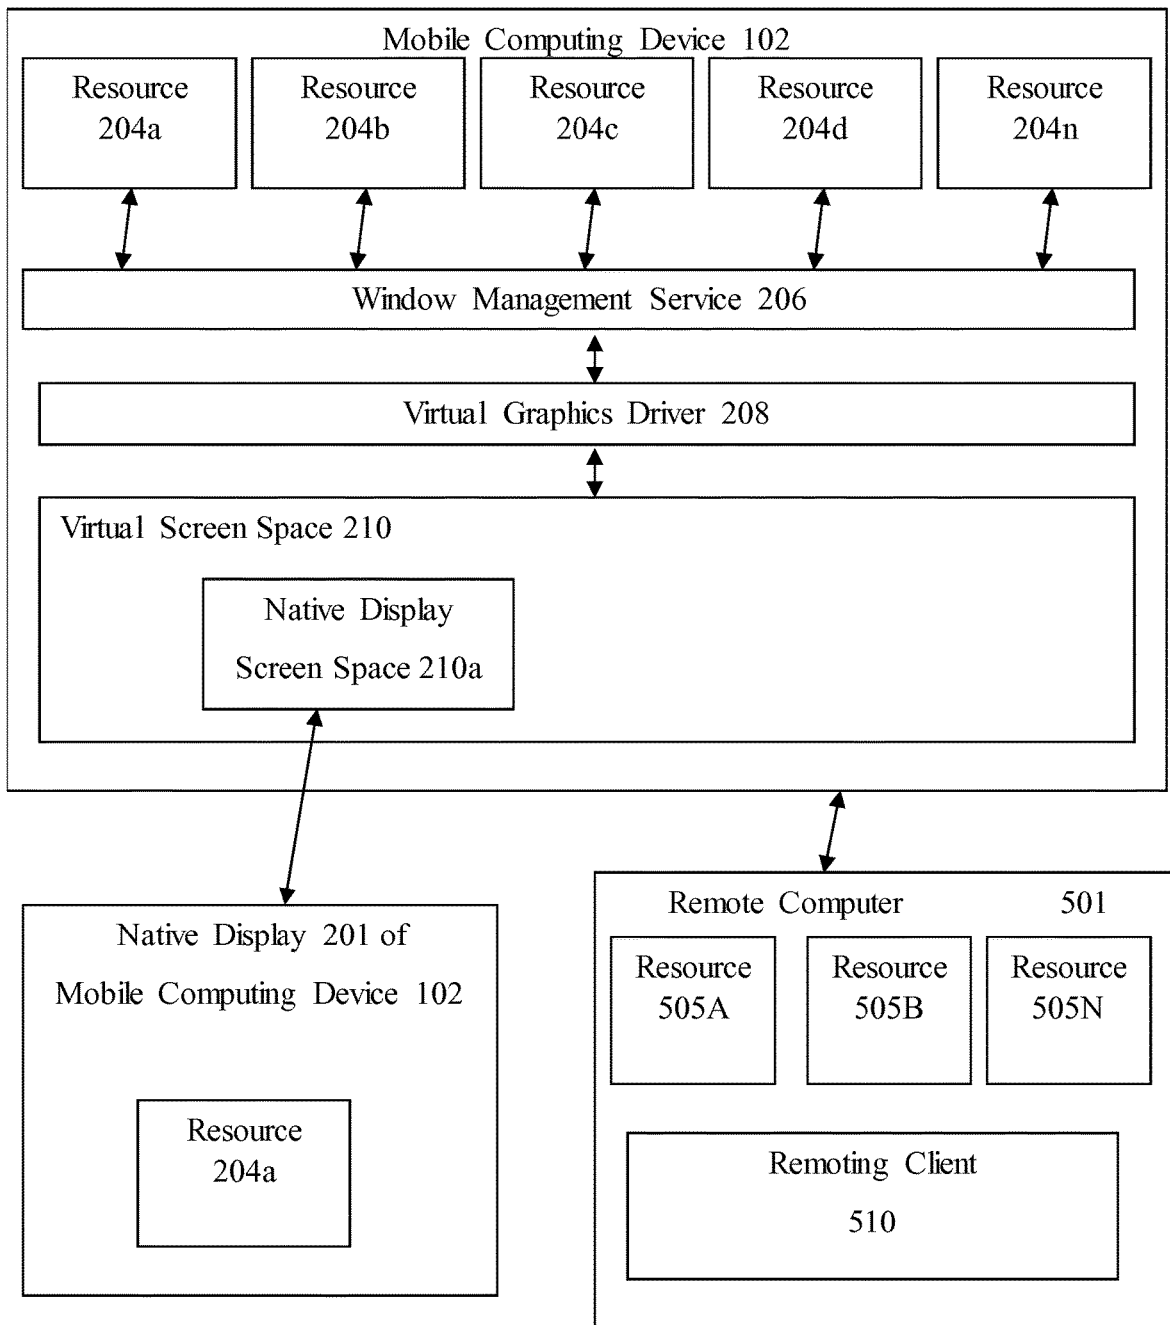 Mobile Computing Device 102
Resource
204a
Resource
204b
Resource
204c
Resource
204d
Resource
204n
Window Management Service 206
Virtual Graphics Driver 208
Virtual Screen Space 210
Native Display
Screen Space 210a
Native Display 201 of
Mobile Computing Device 102
Resource
204a
Remote Computer 501
Resource
505A
Resource
505B
Resource
505N
Remoting Client
510